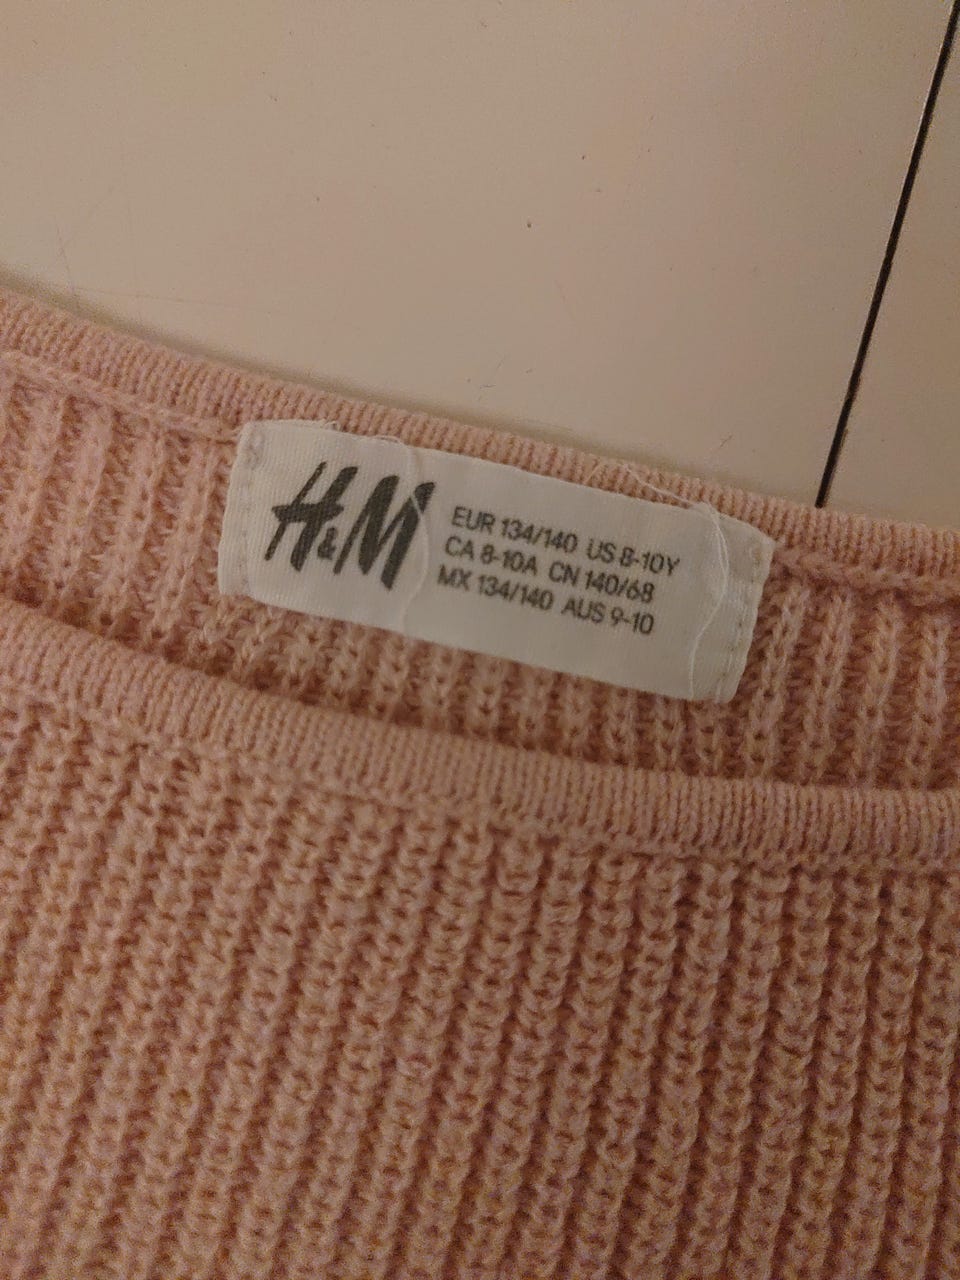 H&M
EUR 134/140 US 8-10Y
CA 8-10A CN 140/68
MX 134/140 AUS 9-10